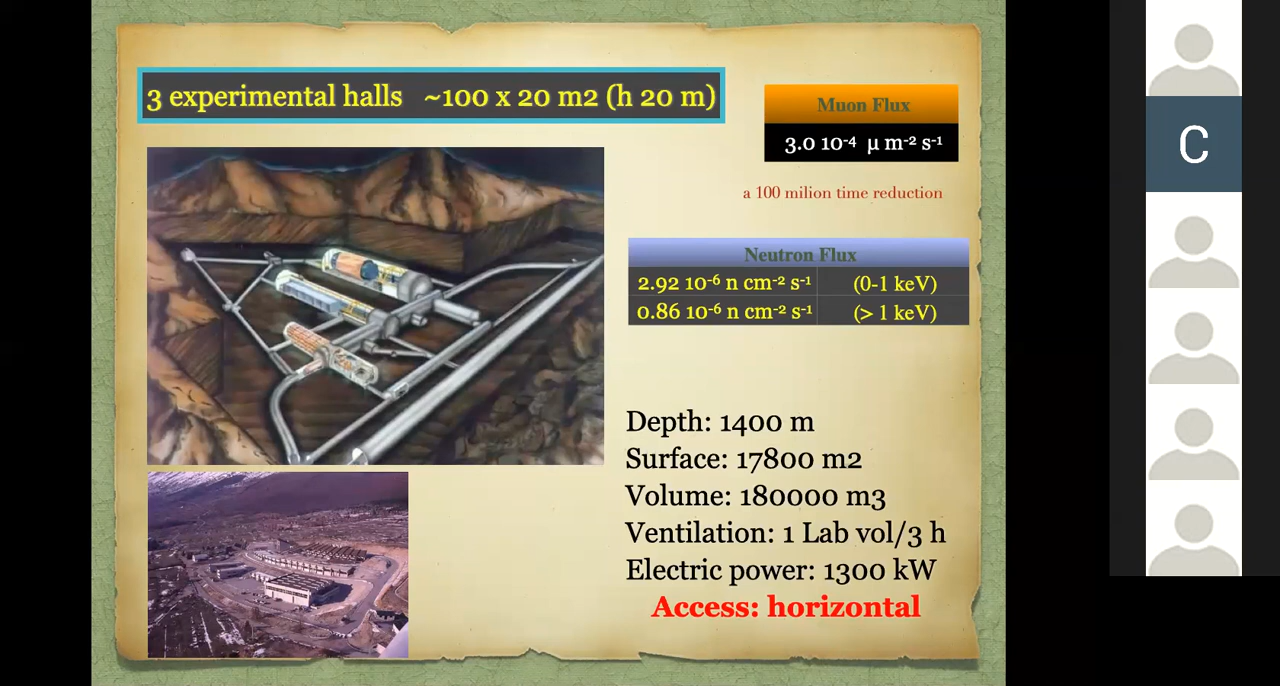 3 experimental halls ~100 x 20 m2 (h 20 m)
Muon Flux
3.0 10⁻⁴ μ m⁻² s⁻¹
a 100 milion time reduction
Neutron Flux
2.92 10⁻⁶ n cm⁻² s⁻¹ (0-1 keV)
0.86 10⁻⁶ n cm⁻² s⁻¹ (> 1 keV)
Depth: 1400 m
Surface: 17800 m2
Volume: 180000 m3
Ventilation: 1 Lab vol/3 h
Electric power: 1300 kW
Access: horizontal
C